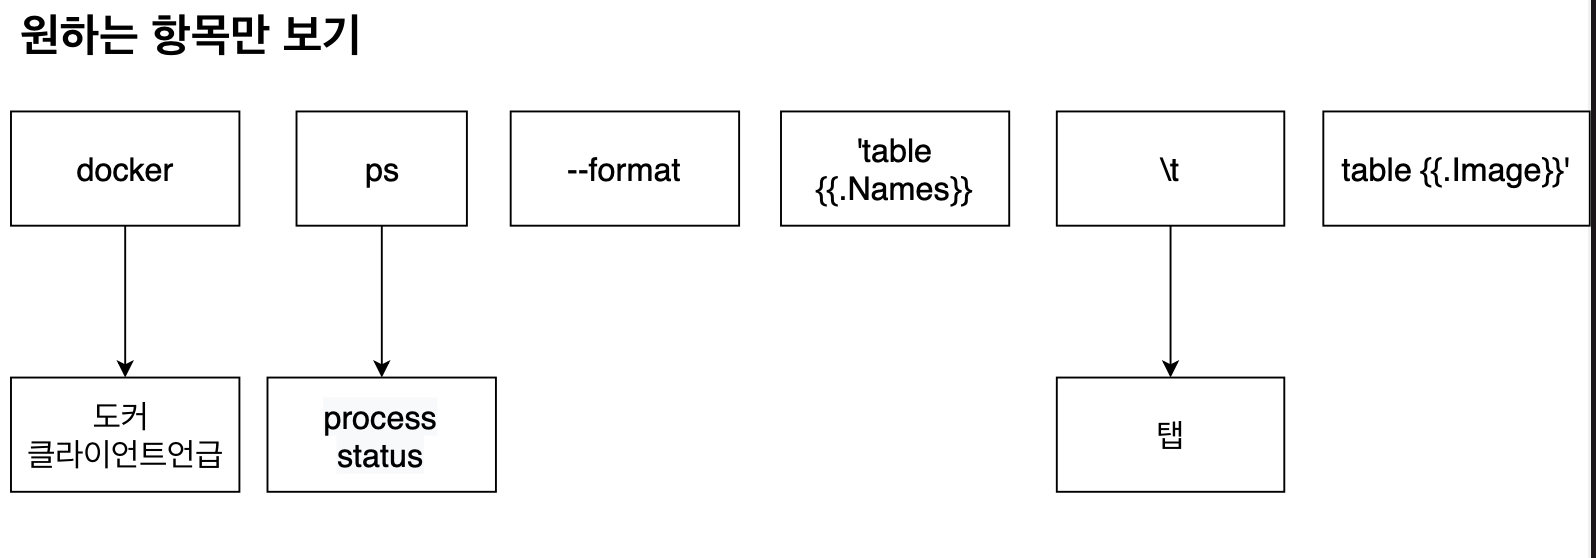 원하는 항목만 보기
docker
ps
--format
'table
{{.Names}}
\t
table {{.Image}}'
도커
클라이언트언급
process
status
탭